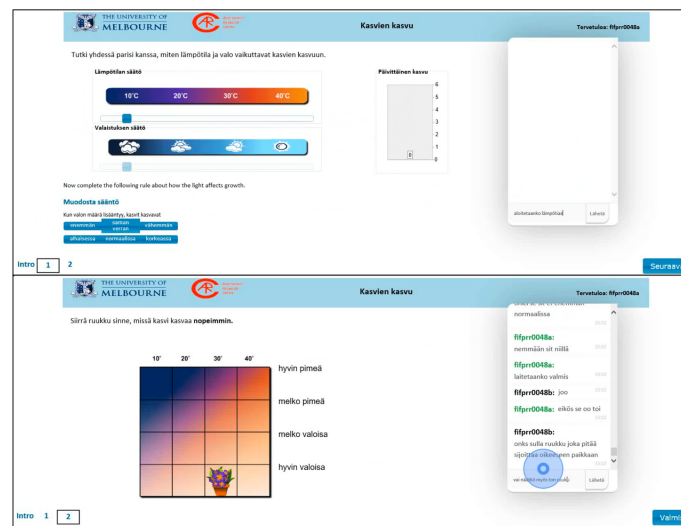 THE UNIVERSITY OF
MELBOURNE
Kasvien kasvu
Tervetuloa: fifprr0048a
Tutki yhdessä parisi kanssa, miten lämpötila ja valo vaikuttavat kasvien kasvuun.
Lämpötilan säätö
10°C 20°C 30°C 40°C
Valaistuksen säätö
Päivittäinen kasvu
6
5
4
3
2
1
0
0
Now complete the following rule about how the light affects growth.
Muodosta sääntö
Kun valon määrä lisääntyy, kasvit kasvavat
enemmän saman verran vähemmän
alhaisessa normaalissa korkeassa
aloitetaanko lämpötilas
Lähetä
Intro 1 2
Seuraava
THE UNIVERSITY OF
MELBOURNE
Kasvien kasvu
Tervetuloa: fifprr0048a
Siirrä ruukku sinne, missä kasvi kasvaa nopeimmin.
10° 20° 30° 40°
hyvin pimeä
melko pimeä
melko valoisa
hyvin valoisa
normaalissa
fifprr0048a:
nemmään sit niillä
fifprr0048a:
laitetaanko valmis
fifprr0048b: joo
fifprr0048a: eikös se oo toi
fifprr0048b:
onks sulla ruukku joka pitää
sijoittaa oikeeseen paikkaan
Lähetä
Intro 1 2
Valmis